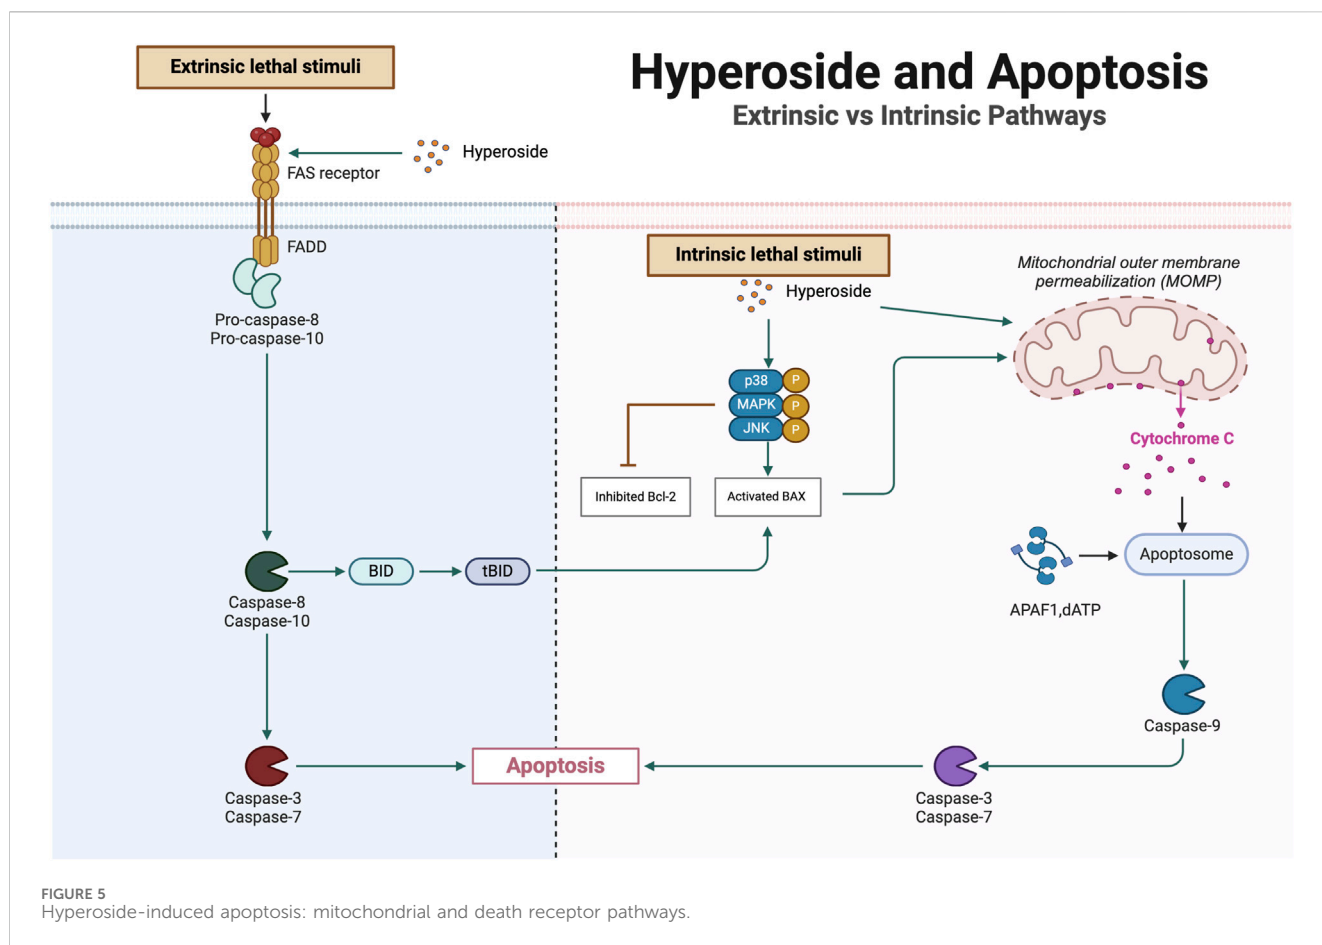 Extrinsic lethal stimuli
Hyperoside and Apoptosis
Extrinsic vs Intrinsic Pathways
Hyperoside
FAS receptor
FADD
Pro-caspase-8
Pro-caspase-10
Intrinsic lethal stimuli
Hyperoside
Mitochondrial outer membrane
permeabilization (MOMP)
p38 P
MAPK P
JNK P
Cytochrome C
Inhibited Bcl-2
Activated BAX
Apoptosome
APAF1,dATP
BID
tBID
Caspase-8
Caspase-10
Caspase-9
Apoptosis
Caspase-3
Caspase-7
Caspase-3
Caspase-7
FIGURE 5
Hyperoside-induced apoptosis: mitochondrial and death receptor pathways.